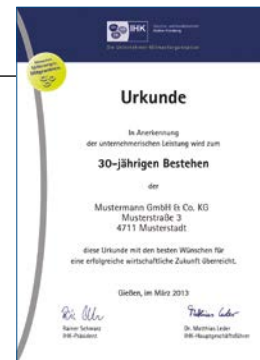 IHK
Urkunde
In Anerkennung
der unternehmerischen Leistung wird zum
30-jährigen Bestehen
der
Mustermann GmbH & Co. KG
Musterstraße 3
4711 Musterstadt
diese Urkunde mit den besten Wünschen für
eine erfolgreiche wirtschaftliche Zukunft überreicht.
Gießen, im März 2013
Rainer Schwarz
IHK-Präsident
Dr. Matthias Leder
IHK-Hauptgeschäftsführer